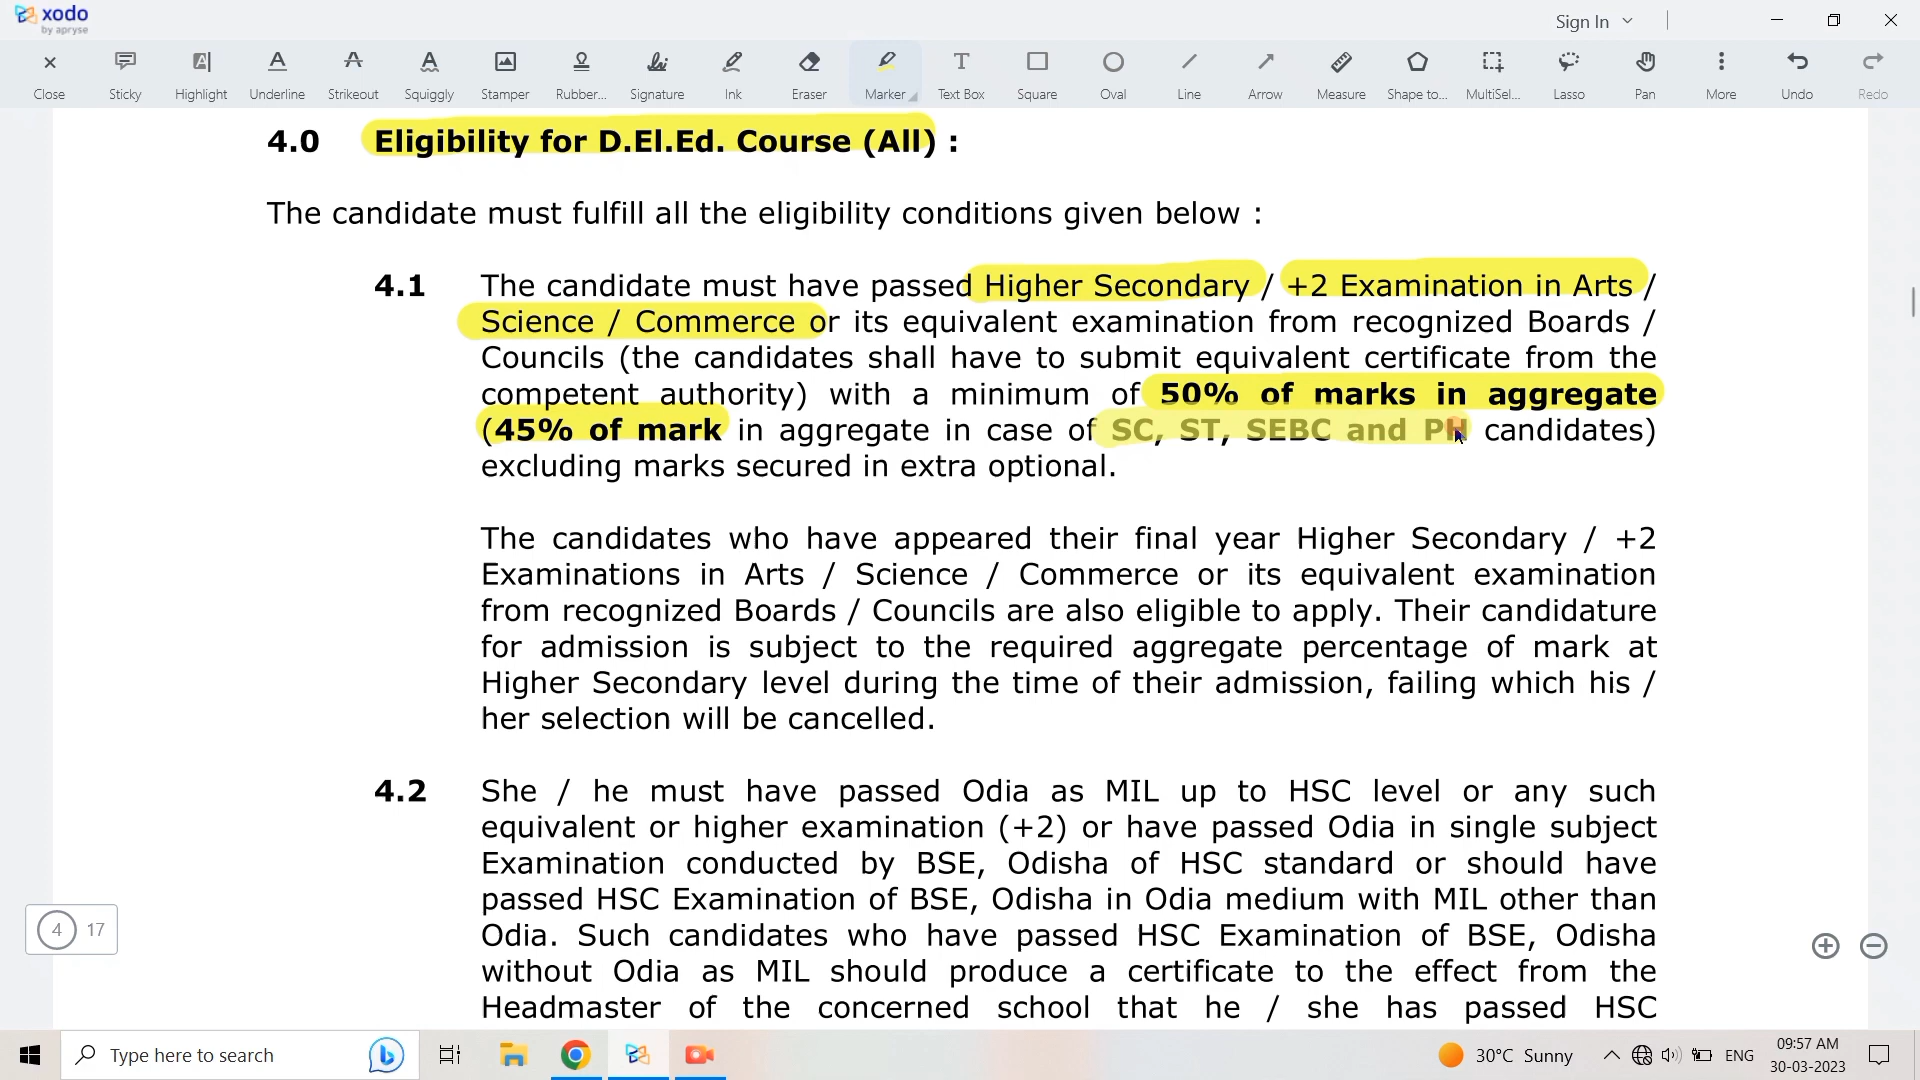 xodo
by apryse
Sign In
Close
Sticky
Highlight
Underline
Strikeout
Squiggly
Stamper
Rubber...
Signature
Ink
Eraser
Marker
Text Box
Square
Oval
Line
Arrow
Measure
Shape to...
MultiSel...
Lasso
Pan
More
Undo
Redo
4.0 Eligibility for D.El.Ed. Course (All) :
The candidate must fulfill all the eligibility conditions given below :
4.1 The candidate must have passed Higher Secondary / +2 Examination in Arts /
Science / Commerce or its equivalent examination from recognized Boards /
Councils (the candidates shall have to submit equivalent certificate from the
competent authority) with a minimum of 50% of marks in aggregate
(45% of mark in aggregate in case of SC, ST, SEBC and PH candidates)
excluding marks secured in extra optional.
The candidates who have appeared their final year Higher Secondary / +2
Examinations in Arts / Science / Commerce or its equivalent examination
from recognized Boards / Councils are also eligible to apply. Their candidature
for admission is subject to the required aggregate percentage of mark at
Higher Secondary level during the time of their admission, failing which his /
her selection will be cancelled.
4.2 She / he must have passed Odia as MIL up to HSC level or any such
equivalent or higher examination (+2) or have passed Odia in single subject
Examination conducted by BSE, Odisha of HSC standard or should have
passed HSC Examination of BSE, Odisha in Odia medium with MIL other than
Odia. Such candidates who have passed HSC Examination of BSE, Odisha
without Odia as MIL should produce a certificate to the effect from the
Headmaster of the concerned school that he / she has passed HSC
4 17
Type here to search
30°C Sunny
ENG
09:57 AM
30-03-2023